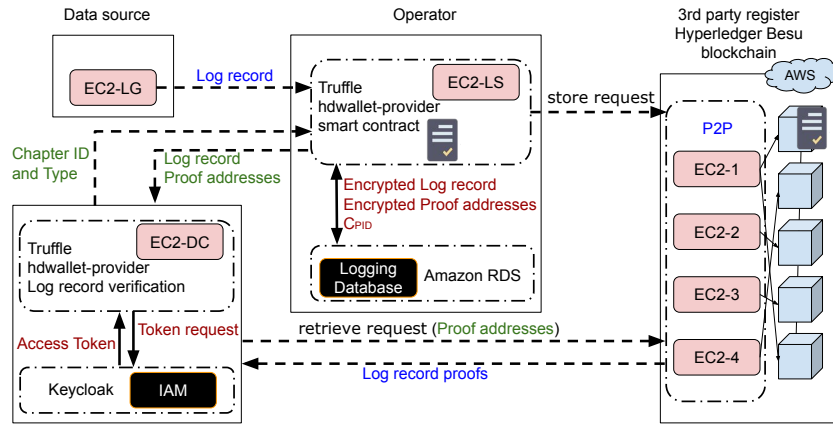 Data source
Operator
3rd party register
Hyperledger Besu
blockchain
AWS
EC2-LG
Log record
EC2-LS
Truffle
hdwallet-provider
smart contract
store request
P2P
Chapter ID
and Type
Log record
Proof addresses
EC2-1
Encrypted Log record
Encrypted Proof addresses
CPID
EC2-2
EC2-DC
Truffle
hdwallet-provider
Log record verification
Logging
Database
Amazon RDS
EC2-3
Token request
Access Token
retrieve request (Proof addresses)
EC2-4
Log record proofs
Keycloak
IAM